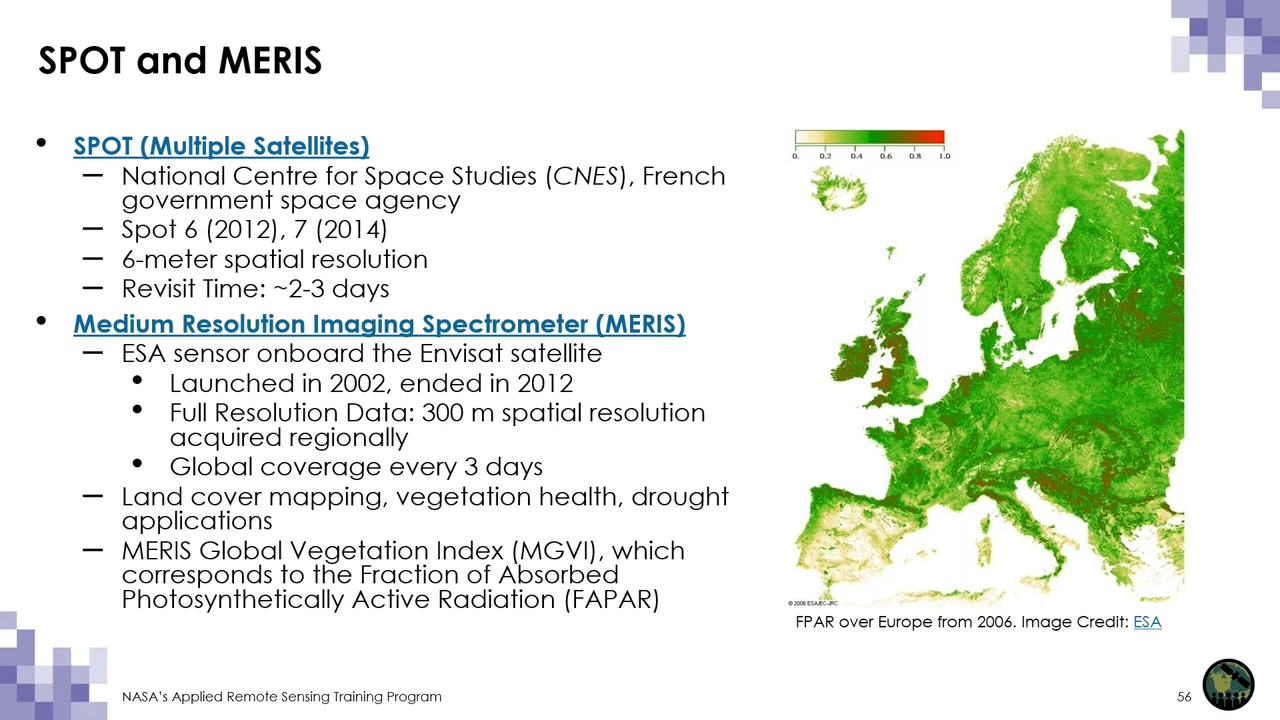 SPOT and MERIS
• SPOT (Multiple Satellites)
– National Centre for Space Studies (CNES), French
government space agency
– Spot 6 (2012), 7 (2014)
– 6-meter spatial resolution
– Revisit Time: ~2-3 days
• Medium Resolution Imaging Spectrometer (MERIS)
– ESA sensor onboard the Envisat satellite
• Launched in 2002, ended in 2012
• Full Resolution Data: 300 m spatial resolution
acquired regionally
• Global coverage every 3 days
– Land cover mapping, vegetation health, drought
applications
– MERIS Global Vegetation Index (MGVI), which
corresponds to the Fraction of Absorbed
Photosynthetically Active Radiation (FAPAR)
0. 0.2 0.4 0.6 0.8 1.0
© 2006 ESA/EC-JRC
FPAR over Europe from 2006. Image Credit: ESA
NASA's Applied Remote Sensing Training Program
56